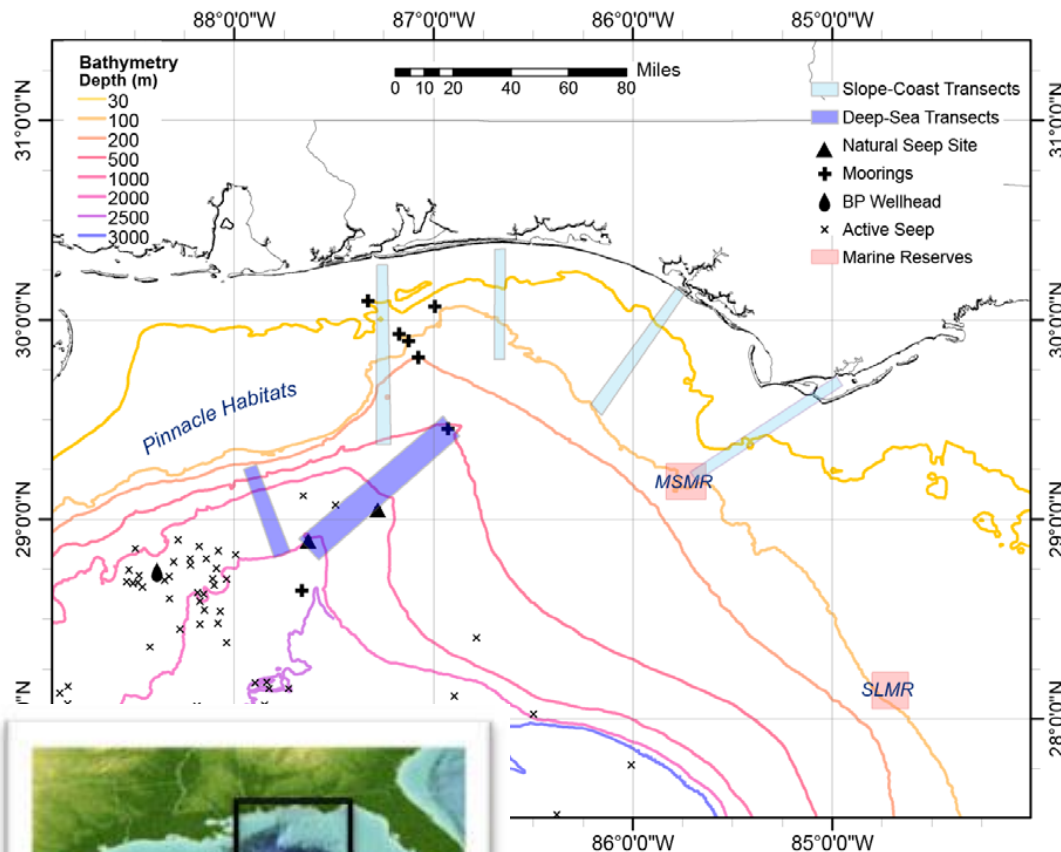 88°0'0"W 87°0'0"W 86°0'0"W 85°0'0"W
Bathymetry
Depth (m)
30
100
200
500
1000
2000
2500
3000
0 10 20 40 60 80 Miles
Slope-Coast Transects
Deep-Sea Transects
Natural Seep Site
Moorings
BP Wellhead
Active Seep
Marine Reserves
31°0'0"N 31°0'0"N
30°0'0"N 30°0'0"N
Pinnacle Habitats
MSMR
29°0'0"N 29°0'0"N
SLMR
0'0"N 28°0'0"N
86°0'0"W 85°0'0"W